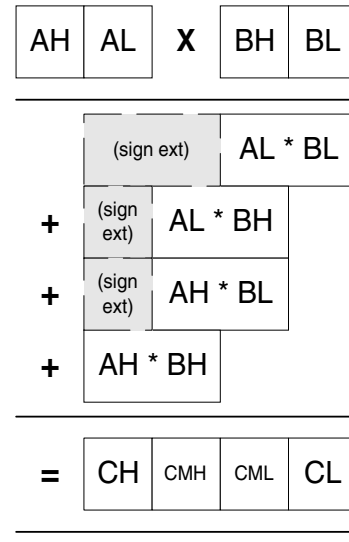 AH AL X BH BL
(sign ext) AL * BL
+ (sign ext) AL * BH
+ (sign ext) AH * BL
+ AH * BH
= CH CMH CML CL